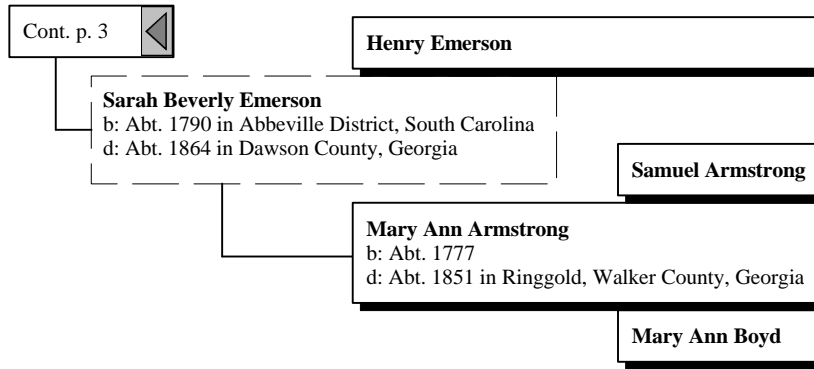 Cont. p. 3
Henry Emerson
Sarah Beverly Emerson
b: Abt. 1790 in Abbeville District, South Carolina
d: Abt. 1864 in Dawson County, Georgia
Samuel Armstrong
Mary Ann Armstrong
b: Abt. 1777
d: Abt. 1851 in Ringgold, Walker County, Georgia
Mary Ann Boyd